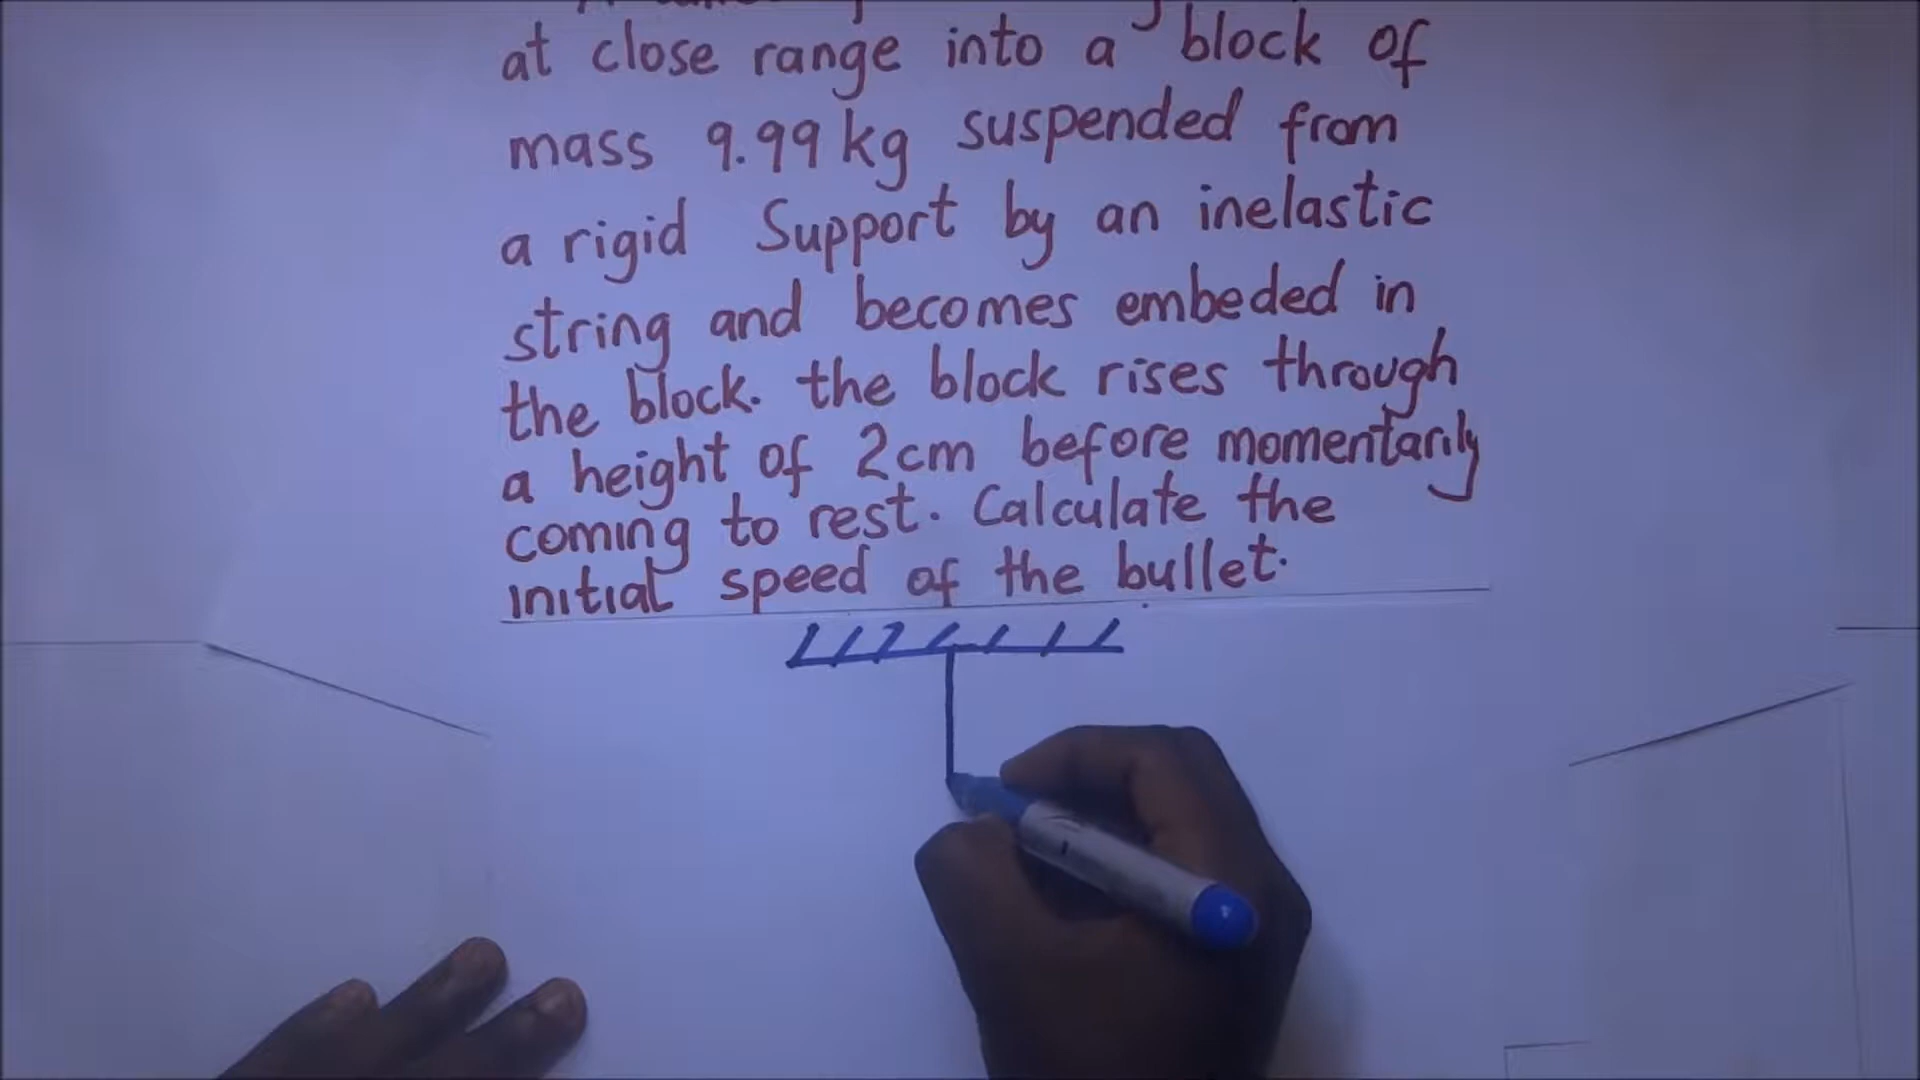 at close range into a block of
mass 9.99 kg suspended from
a rigid Support by an inelastic
string and becomes embeded in
the block. the block rises through
a height of 2cm before momentarily
coming to rest. Calculate the
initial speed of the bullet.